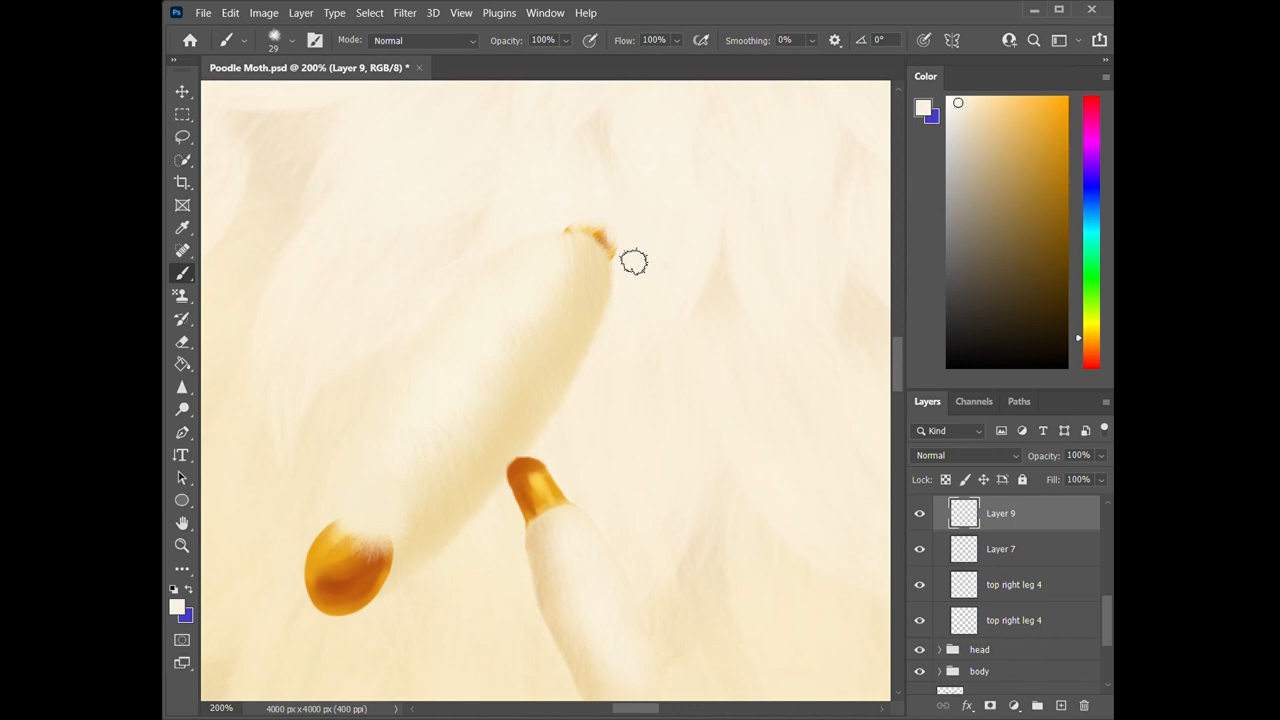 Ps File Edit Image Layer Type Select Filter 3D View Plugins Window Help
29 Mode: Normal Opacity: 100% Flow: 100% Smoothing: 0% 0°
Poodle Moth.psd @ 200% (Layer 9, RGB/8) *
Color
Layers Channels Paths
Kind
Normal Opacity: 100%
Lock: Fill: 100%
Layer 9
Layer 7
top right leg 4
top right leg 4
head
body
200% 4000 px x 4000 px (400 ppi)